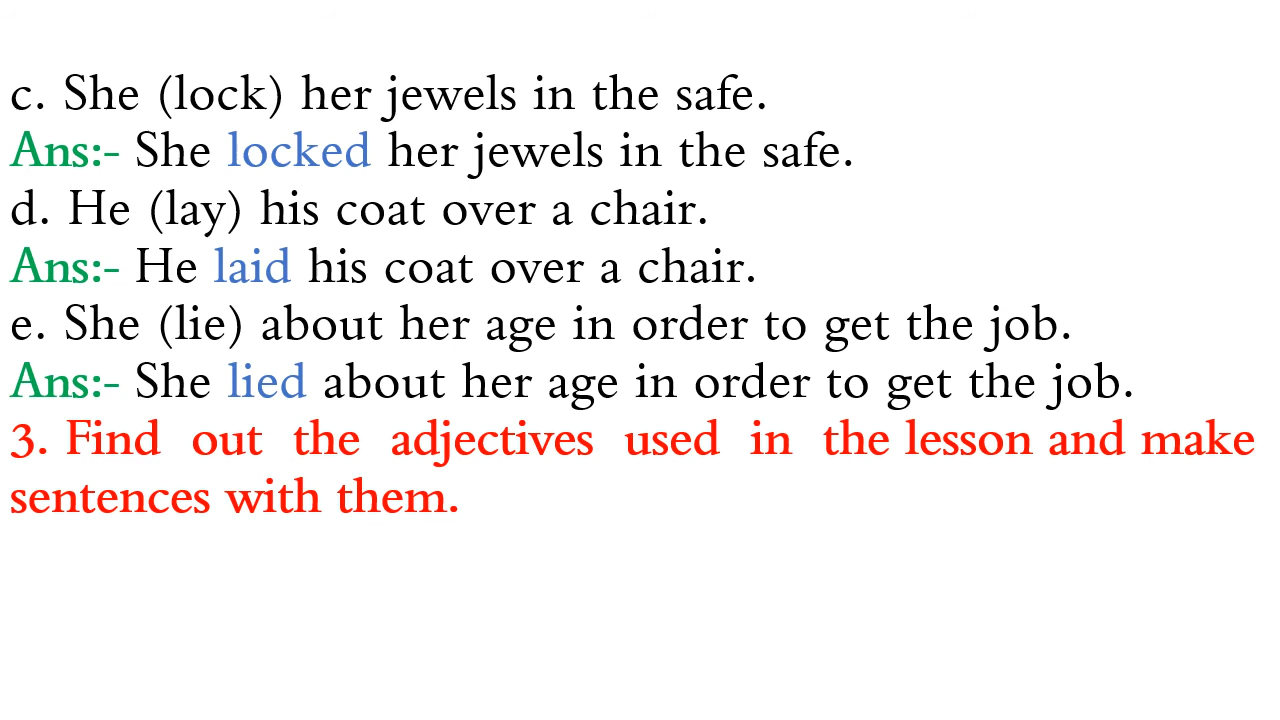 c. She (lock) her jewels in the safe.
Ans:- She locked her jewels in the safe.
d. He (lay) his coat over a chair.
Ans:- He laid his coat over a chair.
e. She (lie) about her age in order to get the job.
Ans:- She lied about her age in order to get the job.
3. Find out the adjectives used in the lesson and make
sentences with them.